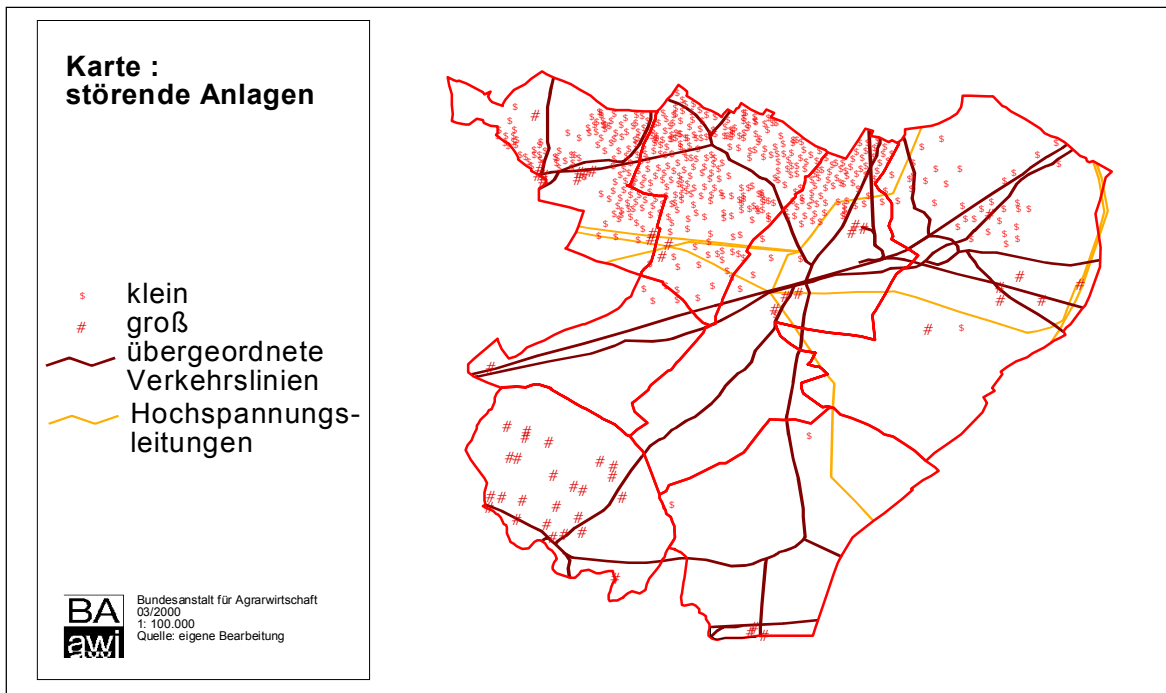 Karte :
störende Anlagen
$ klein
# groß
übergeordnete
Verkehrslinien
Hochspannungs-
leitungen
BA
awi
Bundesanstalt für Agrarwirtschaft
03/2000
1: 100.000
Quelle: eigene Bearbeitung